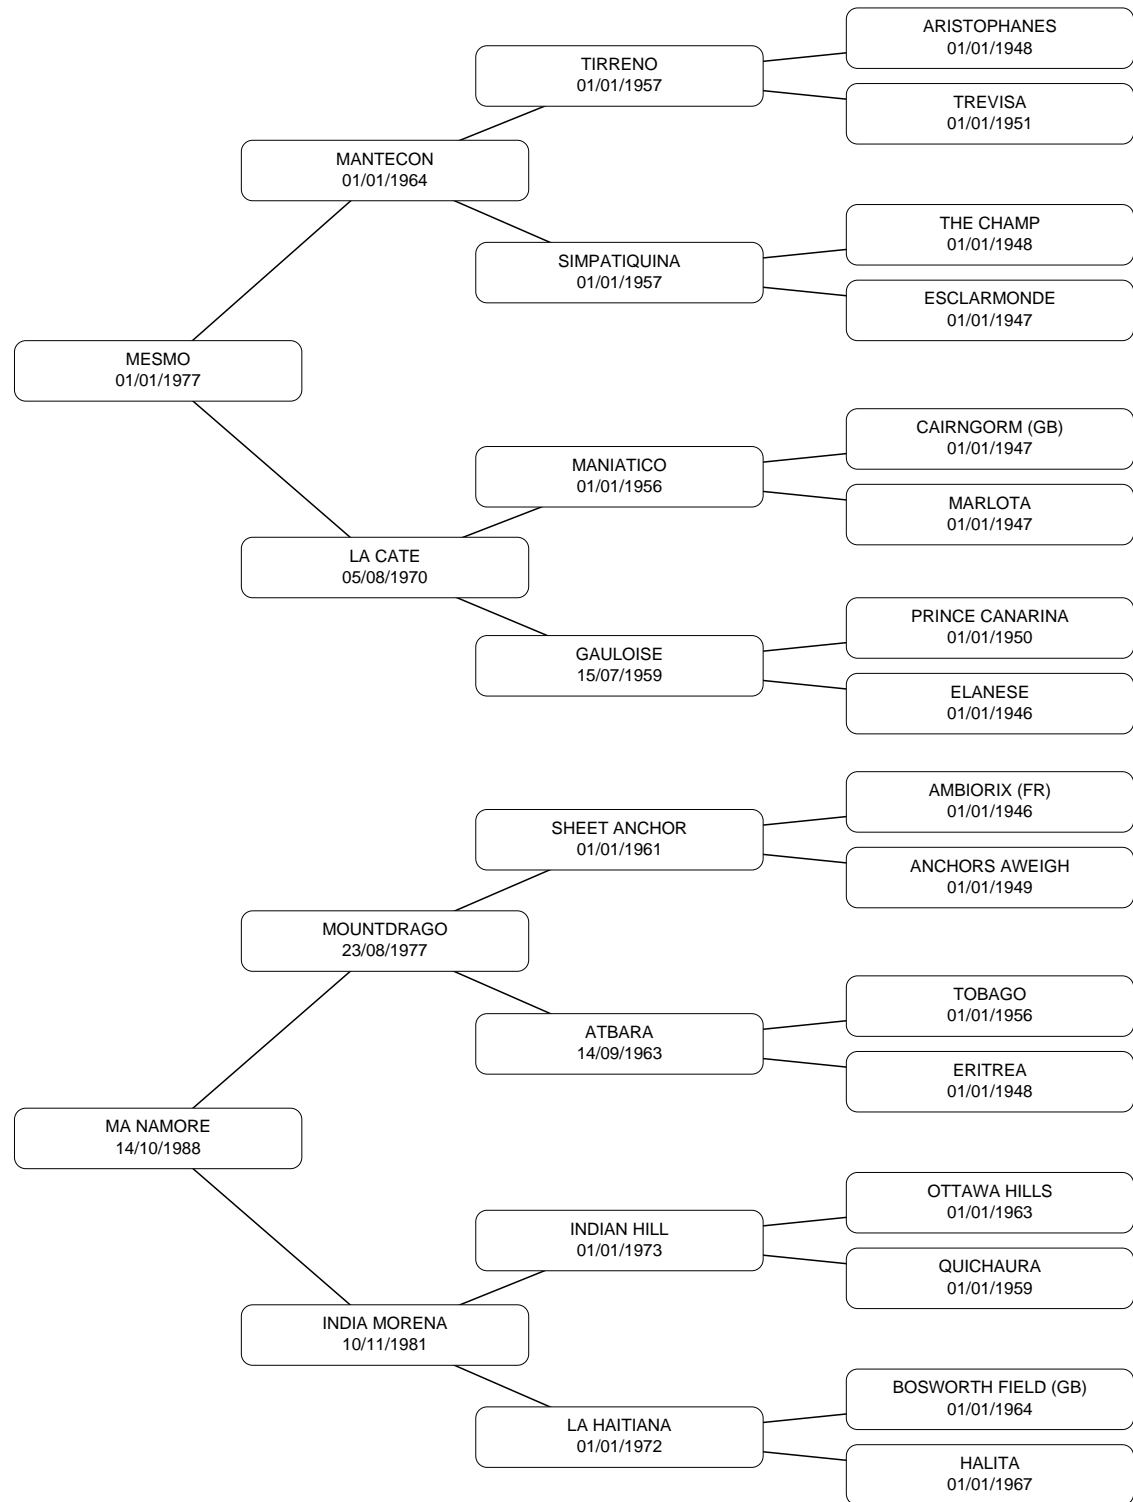 ARISTOPHANES
01/01/1948
TIRRENO
01/01/1957
TREVISA
01/01/1951
MANTECON
01/01/1964
THE CHAMP
01/01/1948
SIMPATIQUINA
01/01/1957
ESCLARMONDE
01/01/1947
MESMO
01/01/1977
CAIRNGORM (GB)
01/01/1947
MANIATICO
01/01/1956
MARLOTA
01/01/1947
LA CATE
05/08/1970
PRINCE CANARINA
01/01/1950
GAULOISE
15/07/1959
ELANESE
01/01/1946
AMBIORIX (FR)
01/01/1946
SHEET ANCHOR
01/01/1961
ANCHORS AWEIGH
01/01/1949
MOUNTDRAGO
23/08/1977
TOBAGO
01/01/1956
ATBARA
14/09/1963
ERITREA
01/01/1948
MA NAMORE
14/10/1988
OTTAWA HILLS
01/01/1963
INDIAN HILL
01/01/1973
QUICHAURA
01/01/1959
INDIA MORENA
10/11/1981
BOSWORTH FIELD (GB)
01/01/1964
LA HAITIANA
01/01/1972
HALITA
01/01/1967